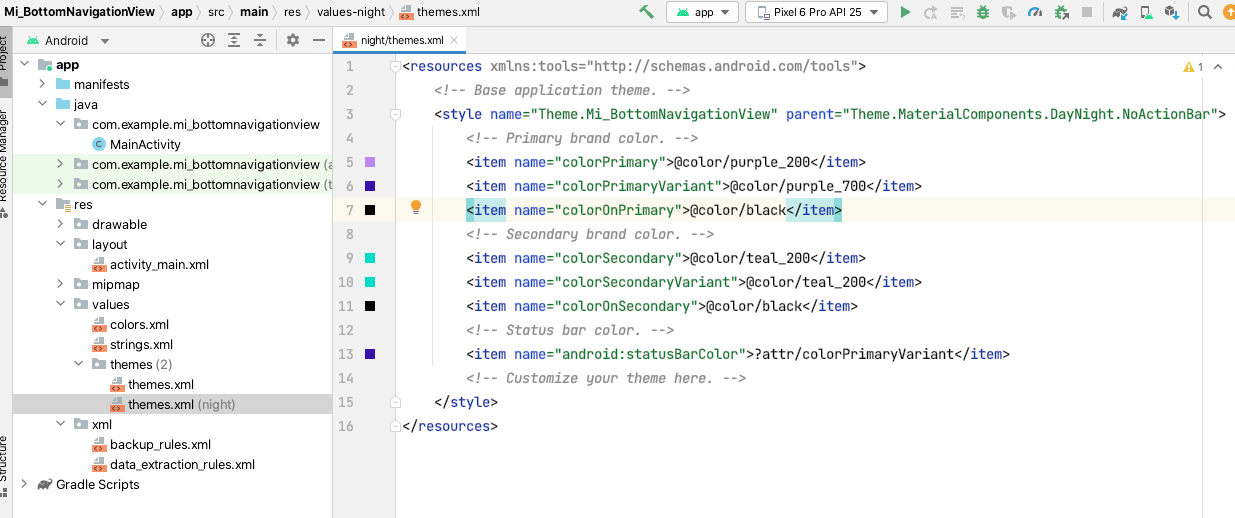 Mi_BottomNavigationView app src main res values-night themes.xml
app
Pixel 6 Pro API 25
Project
Resource Manager
Structure
Android
app
manifests
java
com.example.mi_bottomnavigationview
MainActivity
com.example.mi_bottomnavigationview (a
com.example.mi_bottomnavigationview (t
res
drawable
layout
activity_main.xml
mipmap
values
colors.xml
strings.xml
themes (2)
themes.xml
themes.xml (night)
xml
backup_rules.xml
data_extraction_rules.xml
Gradle Scripts
night/themes.xml
1
1 <resources xmlns:tools="http://schemas.android.com/tools">
2 <!-- Base application theme. -->
3 <style name="Theme.Mi_BottomNavigationView" parent="Theme.MaterialComponents.DayNight.NoActionBar">
4 <!-- Primary brand color. -->
5 <item name="colorPrimary">@color/purple_200</item>
6 <item name="colorPrimaryVariant">@color/purple_700</item>
7 <item name="colorOnPrimary">@color/black</item>
8 <!-- Secondary brand color. -->
9 <item name="colorSecondary">@color/teal_200</item>
10 <item name="colorSecondaryVariant">@color/teal_200</item>
11 <item name="colorOnSecondary">@color/black</item>
12 <!-- Status bar color. -->
13 <item name="android:statusBarColor">?attr/colorPrimaryVariant</item>
14 <!-- Customize your theme here. -->
15 </style>
16 </resources>